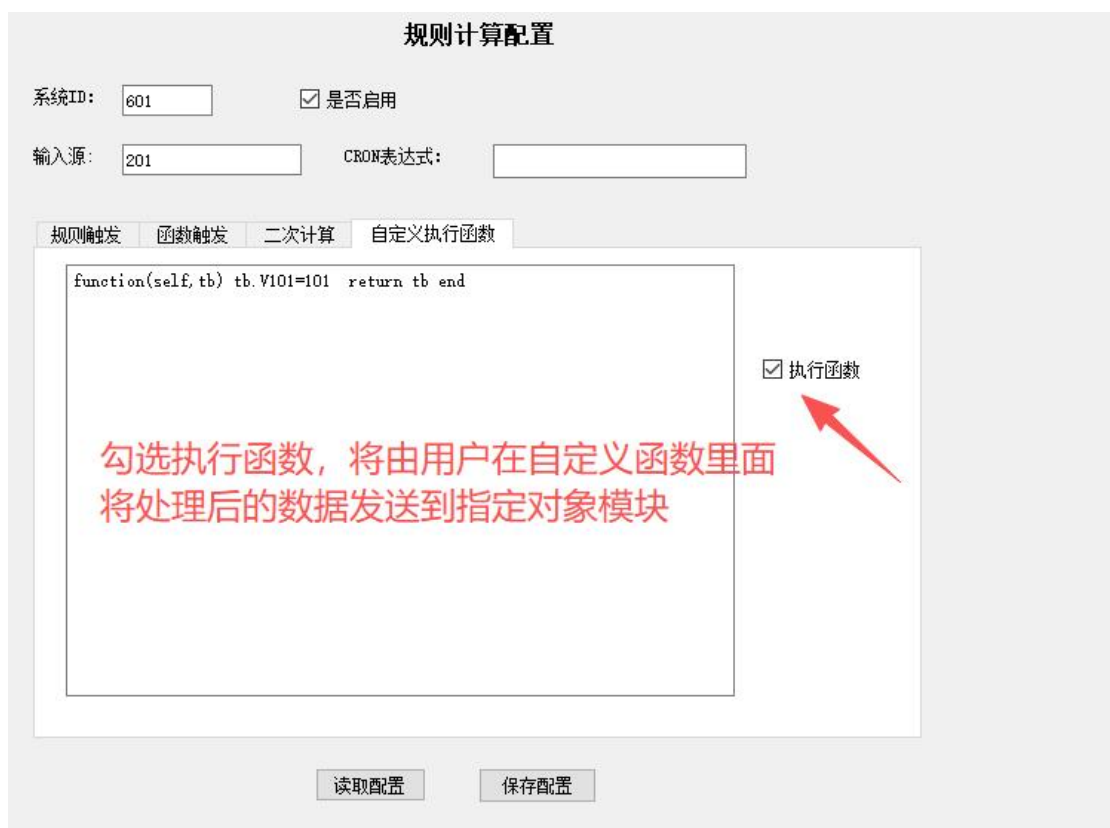 规则计算配置
系统ID: 601 是否启用
输入源: 201 CRON表达式:
规则触发 函数触发 二次计算 自定义执行函数
function(self,tb) tb.V101=101 return tb end
执行函数
勾选执行函数，将由用户在自定义函数里面
将处理后的数据发送到指定对象模块
读取配置 保存配置